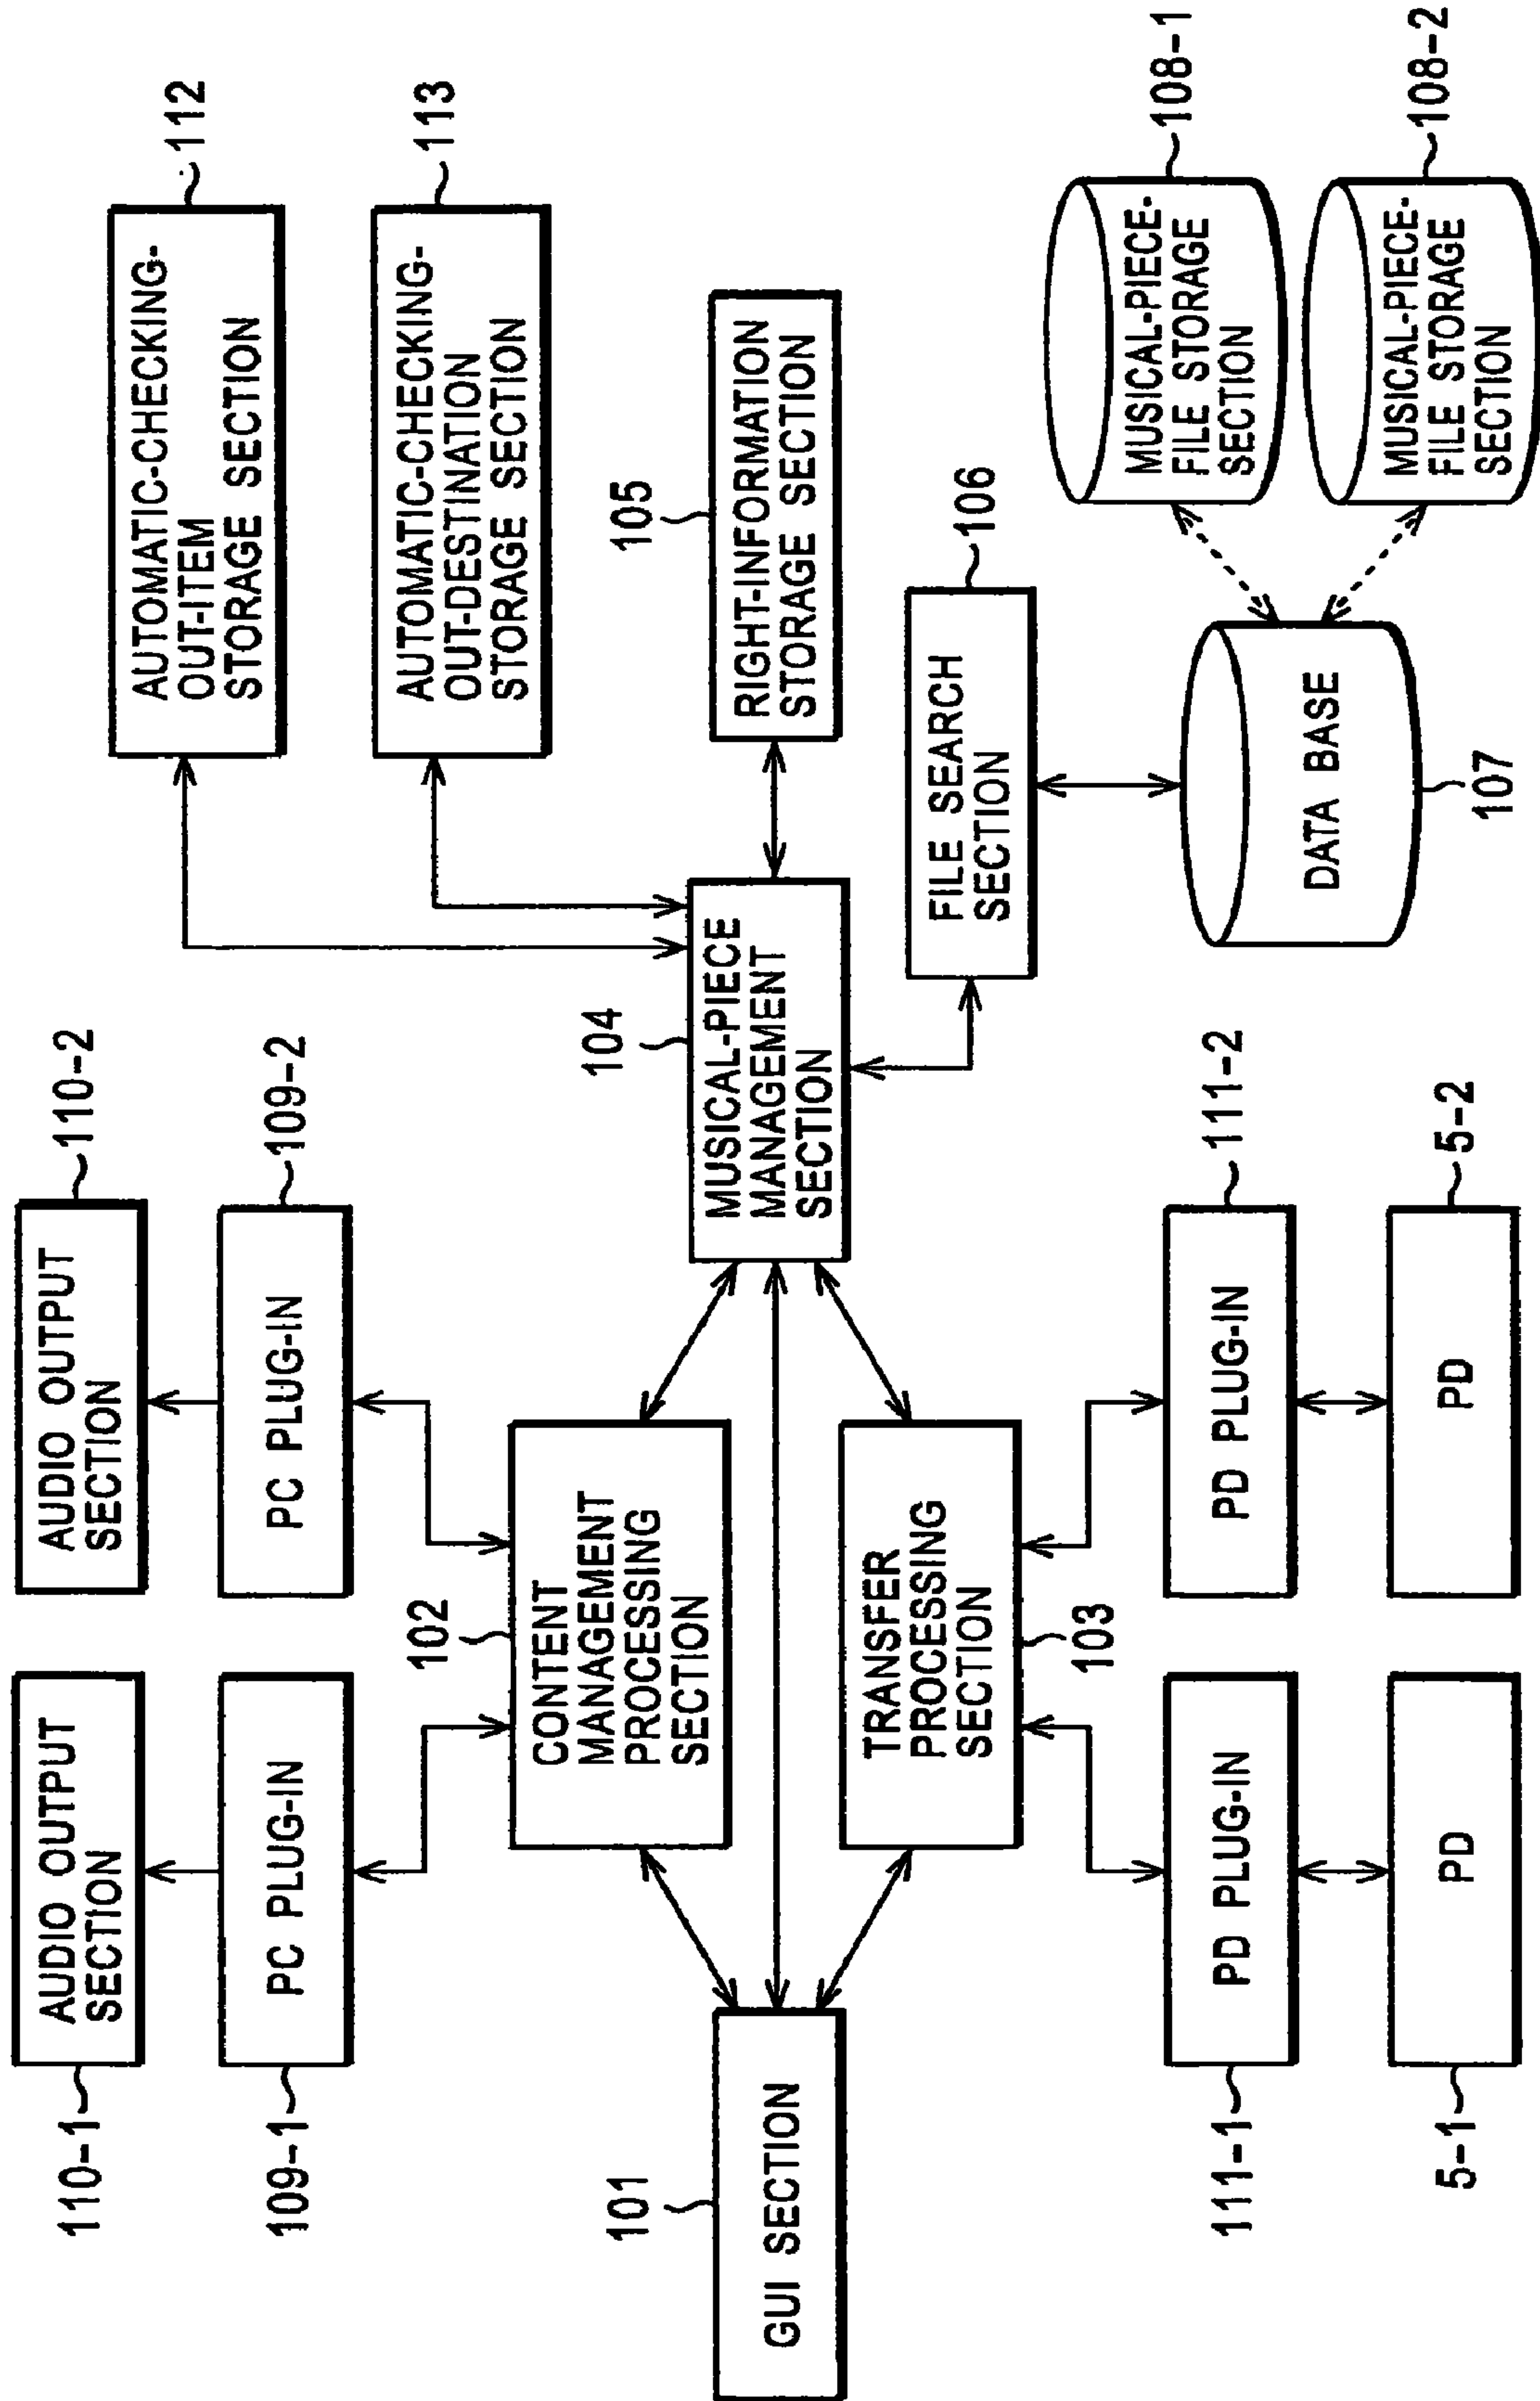 110-1
AUDIO OUTPUT
SECTION
AUDIO OUTPUT
SECTION
110-2
109-1
PC PLUG-IN
PC PLUG-IN
109-2
AUTOMATIC-CHECKING-
OUT-ITEM
STORAGE SECTION
112
AUTOMATIC-CHECKING-
OUT-DESTINATION
STORAGE SECTION
113
102
CONTENT
MANAGEMENT
PROCESSING
SECTION
101
GUI SECTION
104
MUSICAL-PIECE
MANAGEMENT
SECTION
105
RIGHT-INFORMATION
STORAGE SECTION
TRANSFER
PROCESSING
SECTION
103
FILE SEARCH
SECTION
106
111-1
PD PLUG-IN
PD PLUG-IN
111-2
5-1
PD
PD
5-2
DATA BASE
107
MUSICAL-PIECE-
FILE STORAGE
SECTION
108-1
MUSICAL-PIECE-
FILE STORAGE
SECTION
108-2